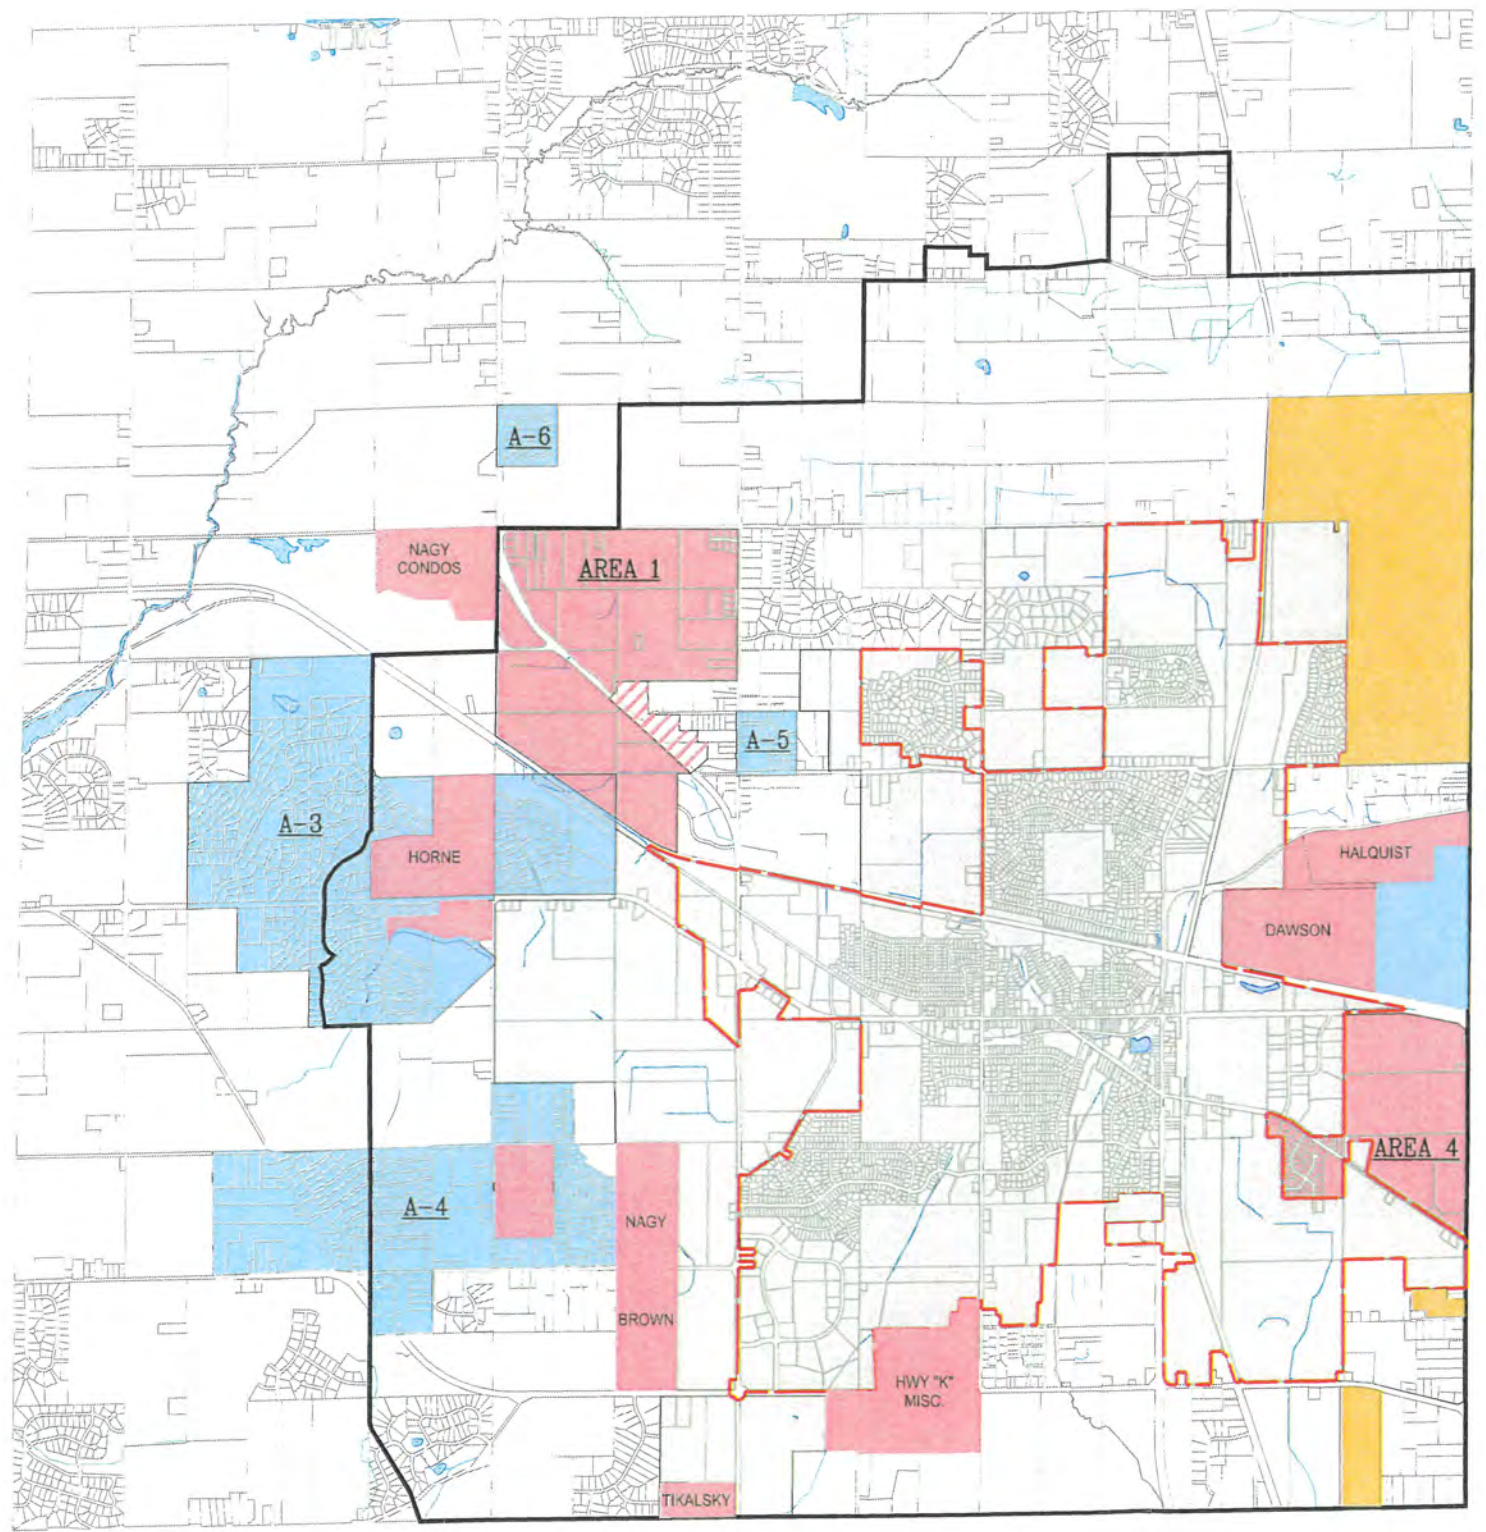 A-6
NAGY
CONDOS
AREA 1
A-5
A-3
HORNE
HALQUIST
DAWSON
AREA 4
A-4
NAGY
BROWN
HWY "K"
MISC.
TIKALSKY